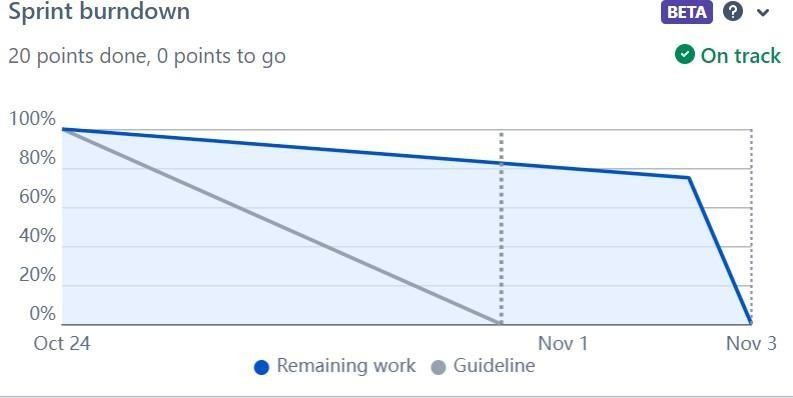 Sprint burndown BETA ?
20 points done, 0 points to go On track
100%
80%
60%
40%
20%
0%
Oct 24 Nov 1 Nov 3
Remaining work Guideline